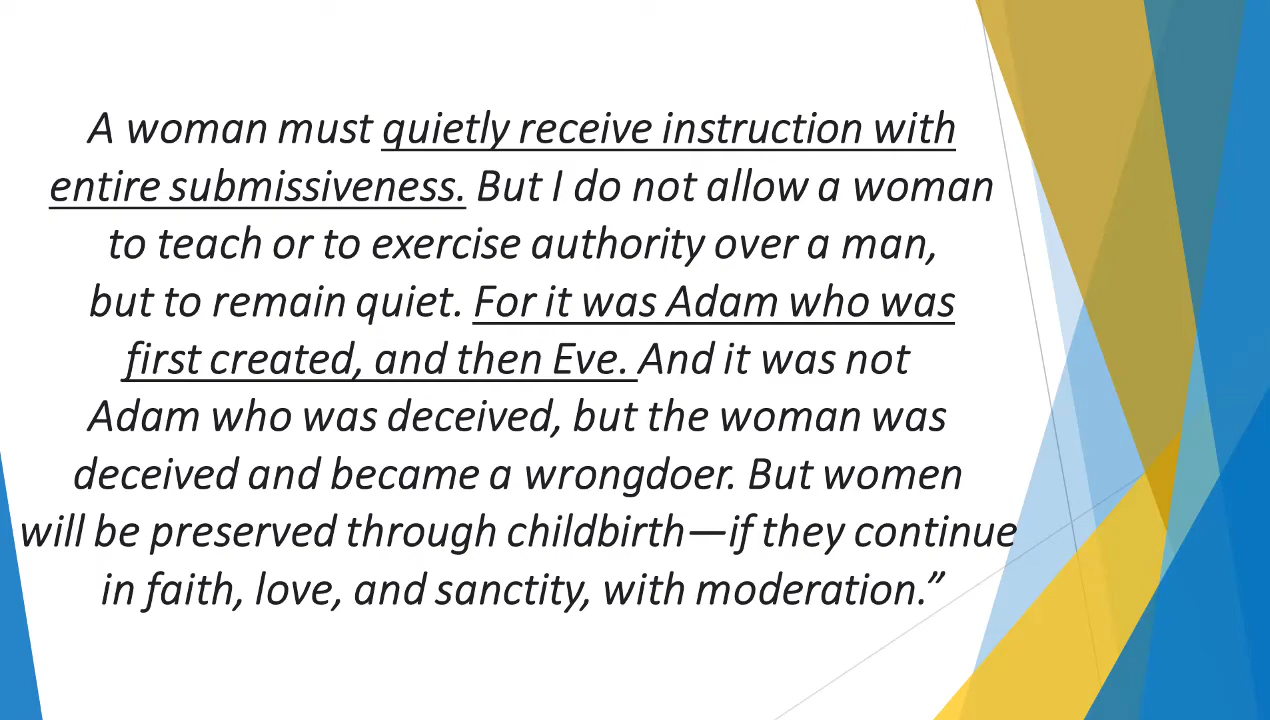 A woman must quietly receive instruction with
entire submissiveness. But I do not allow a woman
to teach or to exercise authority over a man,
but to remain quiet. For it was Adam who was
first created, and then Eve. And it was not
Adam who was deceived, but the woman was
deceived and became a wrongdoer. But women
will be preserved through childbirth—if they continue
in faith, love, and sanctity, with moderation.”